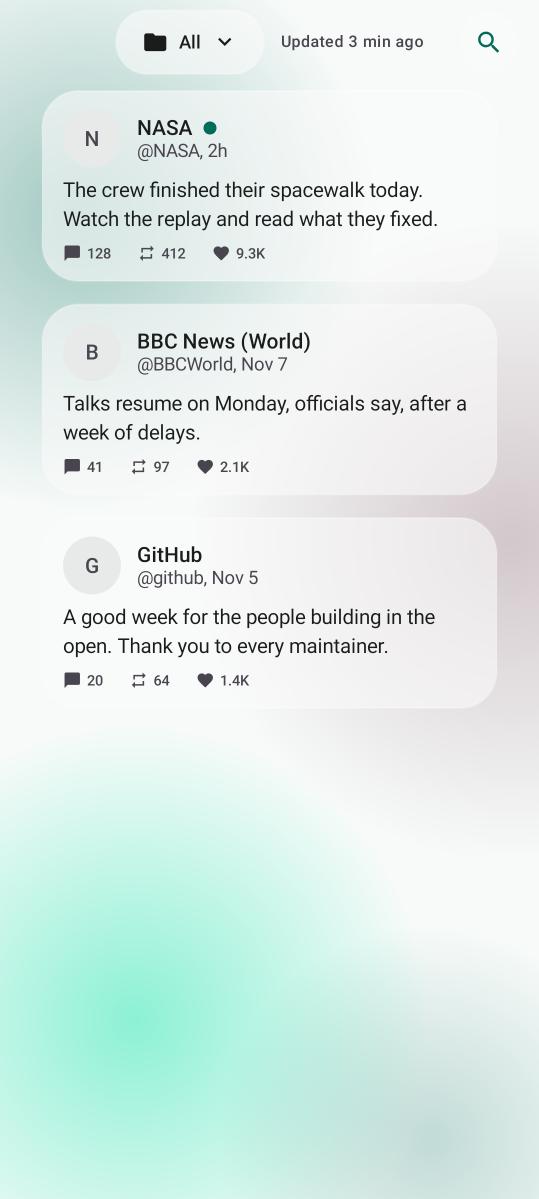 All
Updated 3 min ago
N
NASA
@NASA, 2h
The crew finished their spacewalk today.
Watch the replay and read what they fixed.
128 412 9.3K
B
BBC News (World)
@BBCWorld, Nov 7
Talks resume on Monday, officials say, after a
week of delays.
41 97 2.1K
G
GitHub
@github, Nov 5
A good week for the people building in the
open. Thank you to every maintainer.
20 64 1.4K